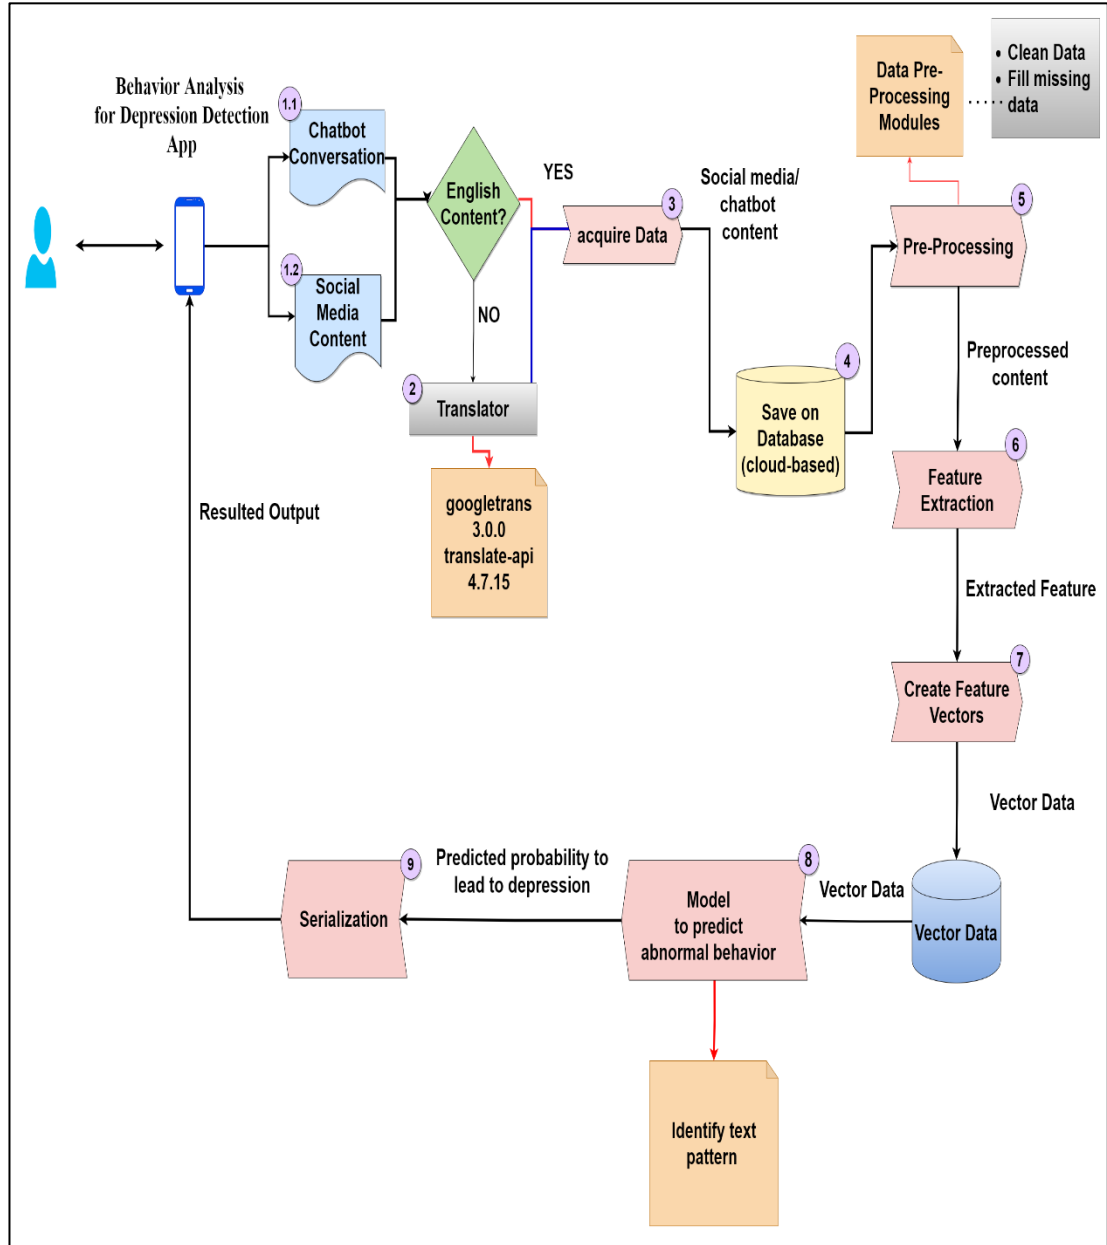 Behavior Analysis
for Depression Detection
App
1.1
Chatbot
Conversation
1.2
Social
Media
Content
English
Content?
YES
NO
2
Translator
googletrans
3.0.0
translate-api
4.7.15
3
acquire Data
Social media/
chatbot
content
4
Save on
Database
(cloud-based)
Data Pre-
Processing
Modules
• Clean Data
• Fill missing
data
5
Pre-Processing
Preprocessed
content
6
Feature
Extraction
Extracted Feature
7
Create Feature
Vectors
Vector Data
Vector Data
Vector Data
8
Model
to predict
abnormal behavior
Identify text
pattern
Predicted probability to
lead to depression
9
Serialization
Resulted Output